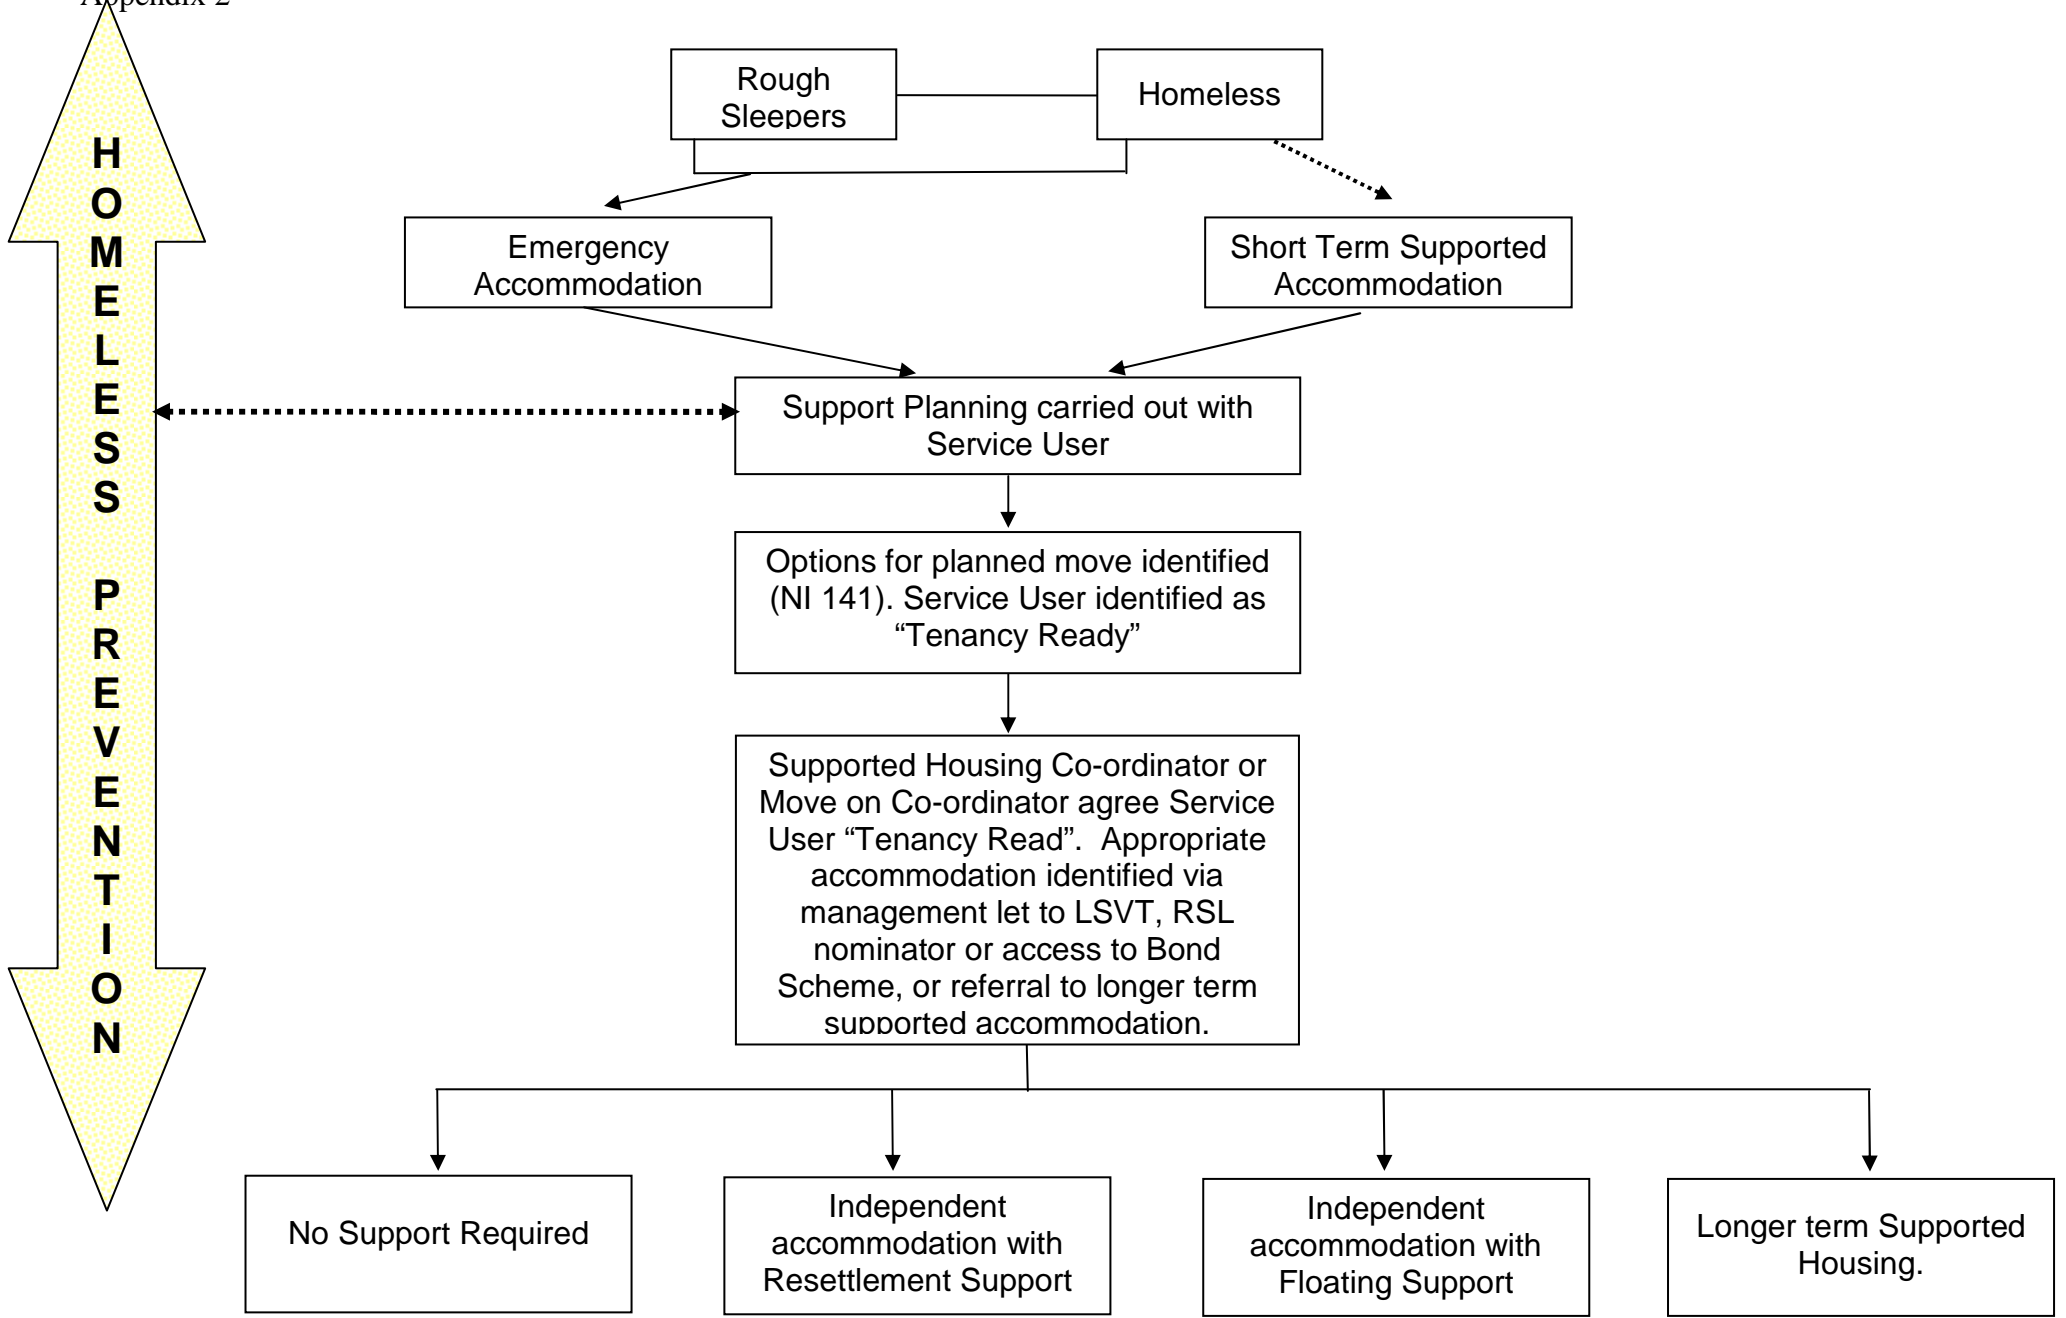 Appendix 2
Rough
Sleepers
Homeless
Emergency
Accommodation
Short Term Supported
Accommodation
HOMELESS PREVENTION
Support Planning carried out with
Service User
Options for planned move identified
(NI 141). Service User identified as
“Tenancy Ready”
Supported Housing Co-ordinator or
Move on Co-ordinator agree Service
User “Tenancy Read”.  Appropriate
accommodation identified via
management let to LSVT, RSL
nominator or access to Bond
Scheme, or referral to longer term
supported accommodation.
No Support Required
Independent
accommodation with
Resettlement Support
Independent
accommodation with
Floating Support
Longer term Supported
Housing.